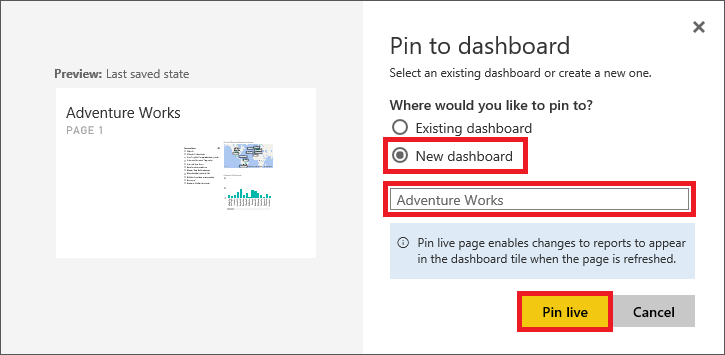 Pin to dashboard
Select an existing dashboard or create a new one.
Preview: Last saved state
Adventure Works
PAGE 1
Where would you like to pin to?
Existing dashboard
New dashboard
Adventure Works
Pin live page enables changes to reports to appear
in the dashboard tile when the page is refreshed.
Pin live
Cancel